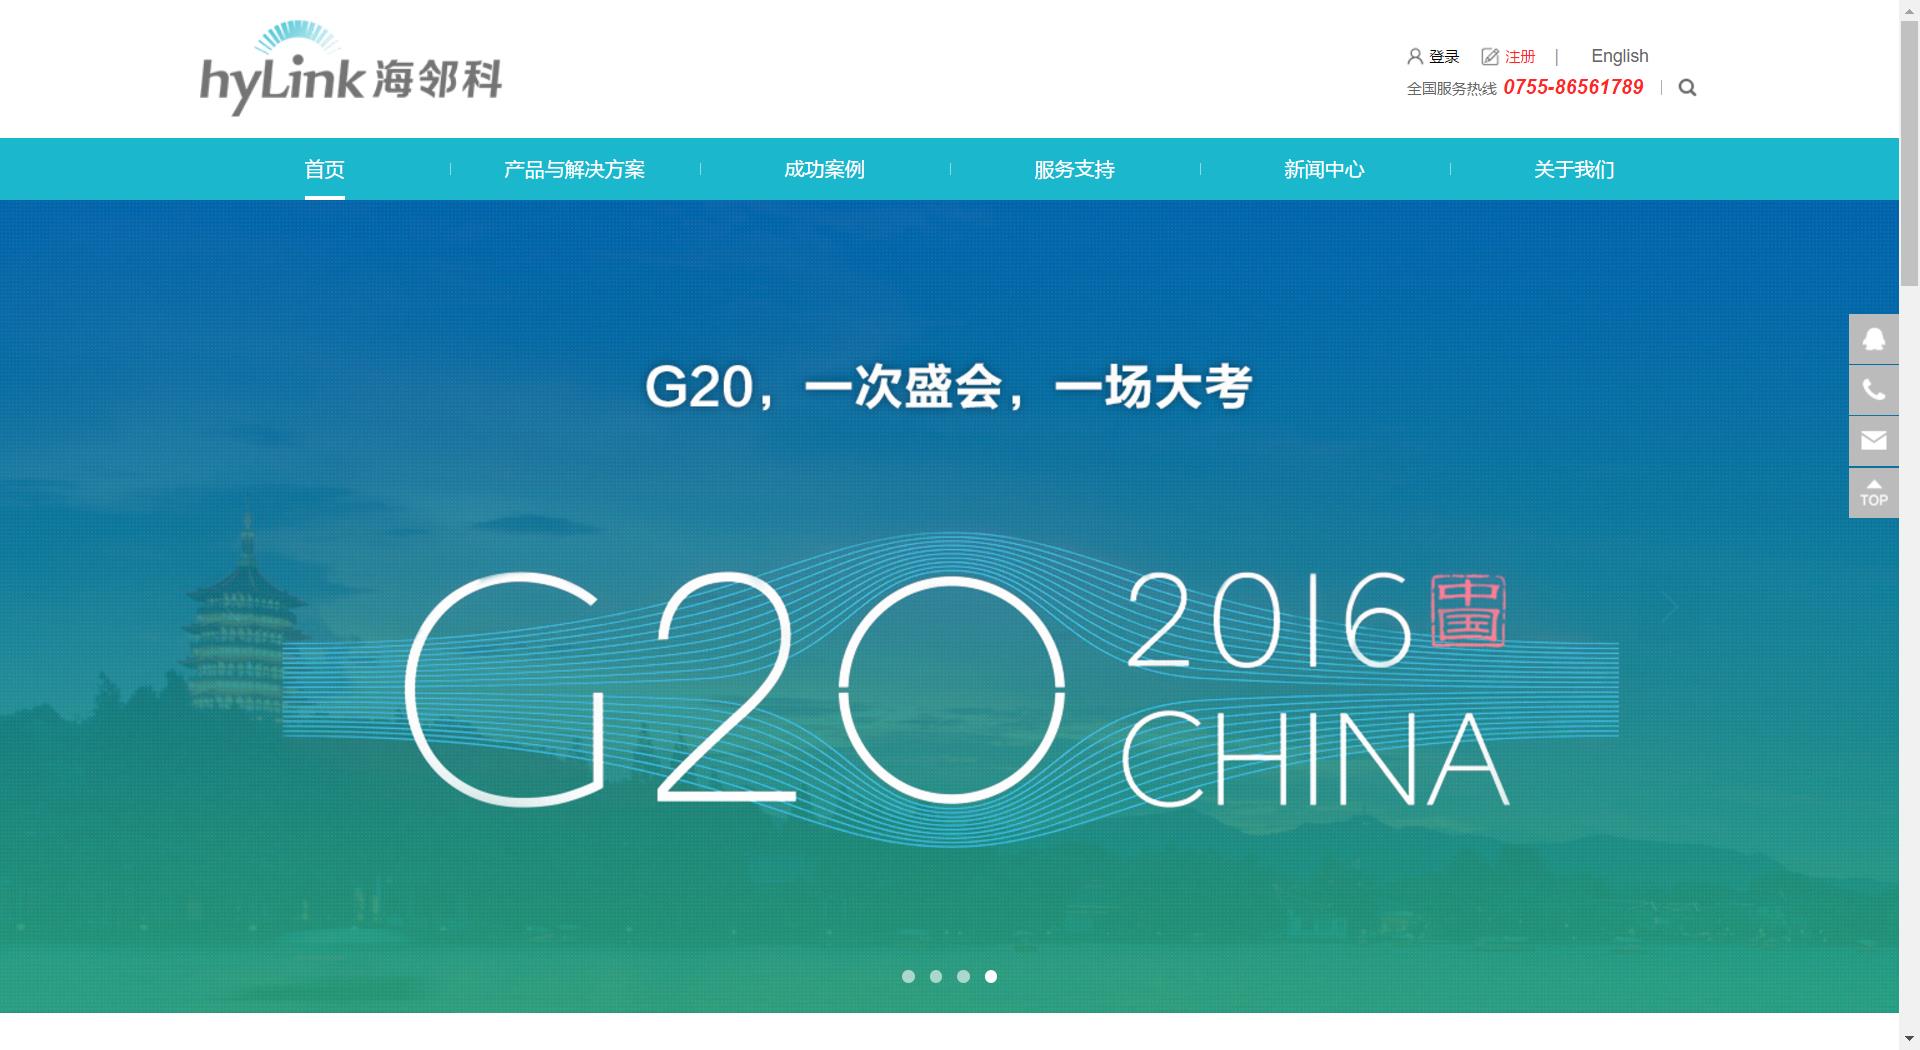 hyLink 海邻科
登录 注册 | English
全国服务热线 0755-86561789
首页 产品与解决方案 成功案例 服务支持 新闻中心 关于我们
G20，一次盛会，一场大考
G20 2016 中国
CHINA
TOP